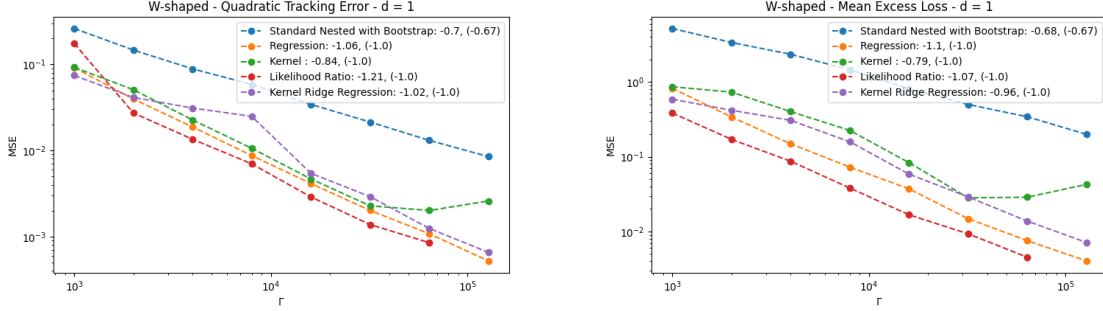 W-shaped - Quadratic Tracking Error - d = 1
Standard Nested with Bootstrap: -0.7, (-0.67)
Regression: -1.06, (-1.0)
Kernel : -0.84, (-1.0)
Likelihood Ratio: -1.21, (-1.0)
Kernel Ridge Regression: -1.02, (-1.0)
10⁻¹
10⁻²
10⁻³
MSE
10³
10⁴
10⁵
Γ
W-shaped - Mean Excess Loss - d = 1
Standard Nested with Bootstrap: -0.68, (-0.67)
Regression: -1.1, (-1.0)
Kernel : -0.79, (-1.0)
Likelihood Ratio: -1.07, (-1.0)
Kernel Ridge Regression: -0.96, (-1.0)
10⁰
10⁻¹
10⁻²
MSE
10³
10⁴
10⁵
Γ